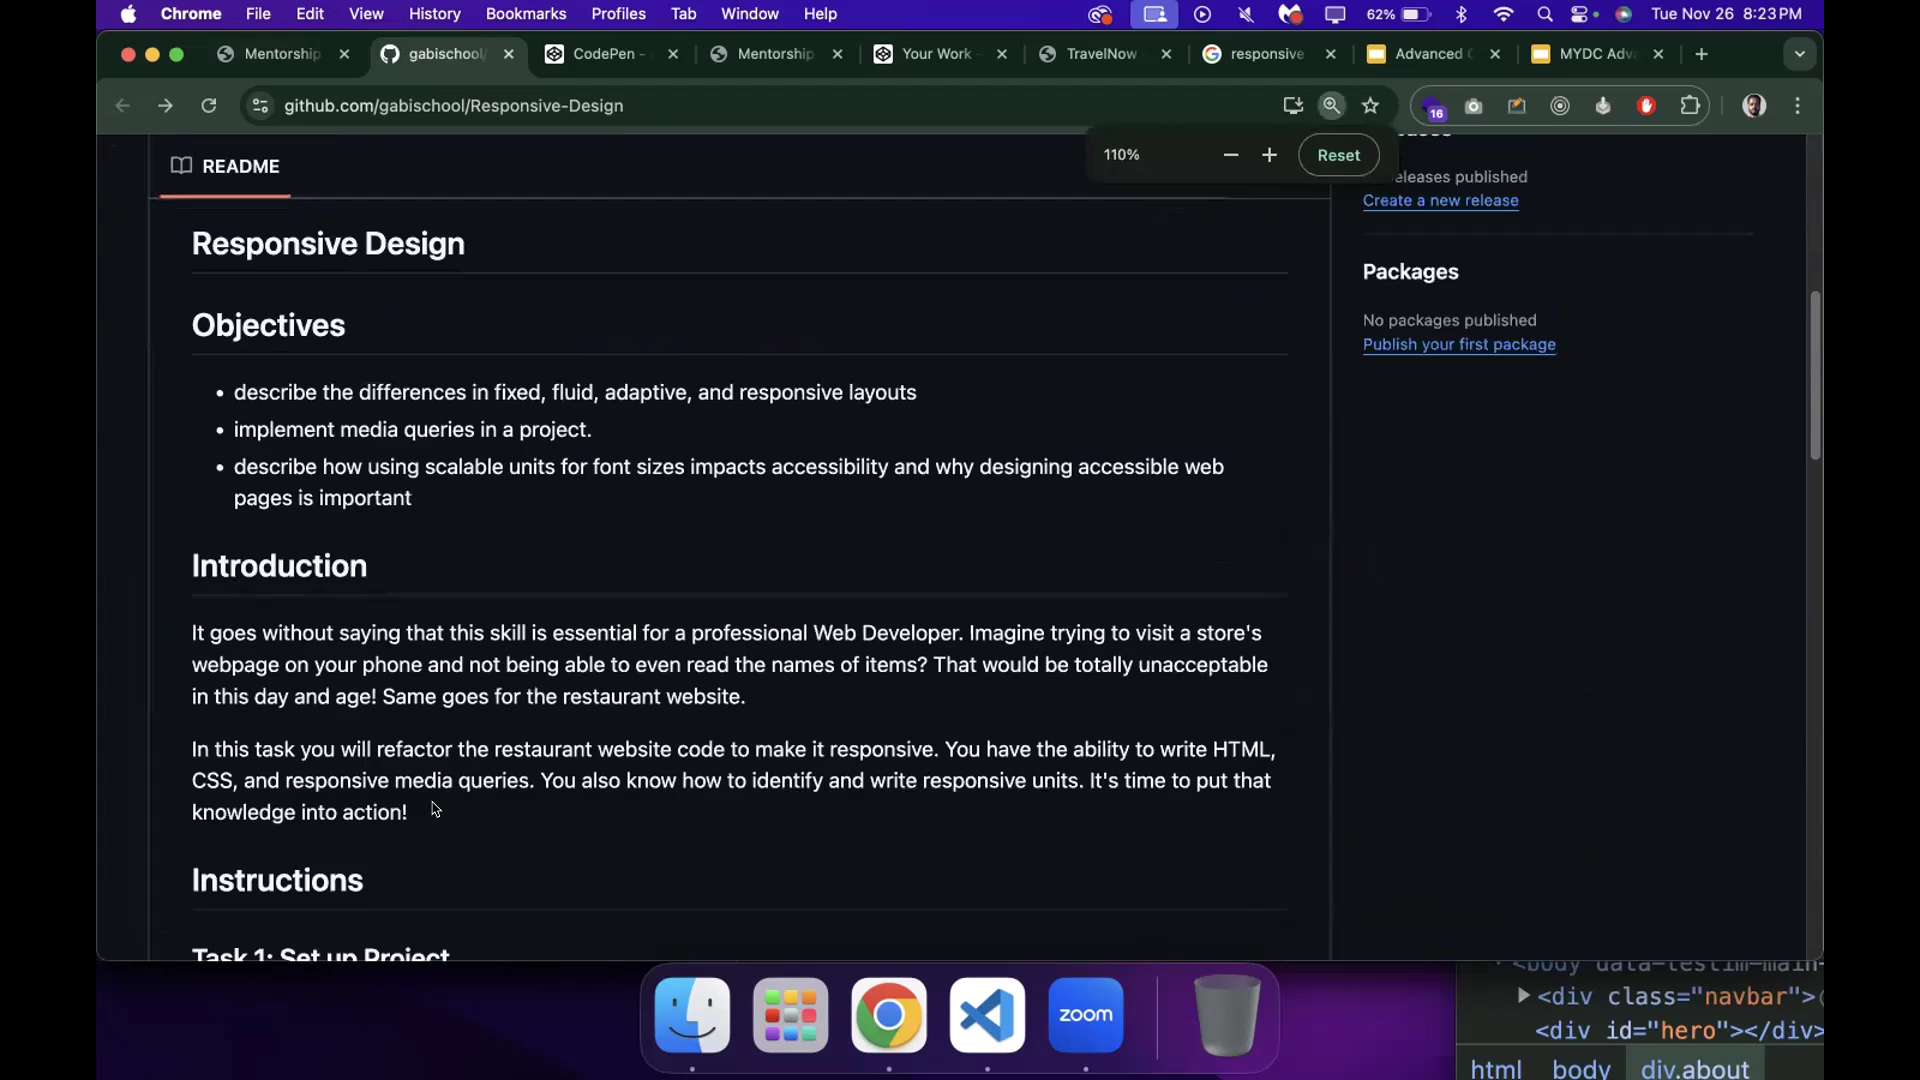 Chrome File Edit View History Bookmarks Profiles Tab Window Help 62% Tue Nov 26 8:23 PM
Mentorship gabischool/ CodePen - Mentorship Your Work - TravelNow responsive Advanced MYDC Adv
github.com/gabischool/Responsive-Design 16
110% Reset
README
eleases published
Create a new release
Responsive Design
Packages
No packages published
Publish your first package
Objectives
• describe the differences in fixed, fluid, adaptive, and responsive layouts
• implement media queries in a project.
• describe how using scalable units for font sizes impacts accessibility and why designing accessible web
pages is important
Introduction
It goes without saying that this skill is essential for a professional Web Developer. Imagine trying to visit a store's
webpage on your phone and not being able to even read the names of items? That would be totally unacceptable
in this day and age! Same goes for the restaurant website.
In this task you will refactor the restaurant website code to make it responsive. You have the ability to write HTML,
CSS, and responsive media queries. You also know how to identify and write responsive units. It's time to put that
knowledge into action!
Instructions
Task 1: Set up Project
<body data-testim-main-
<div class="navbar">
<div id="hero"></div>
html body div.about
zoom